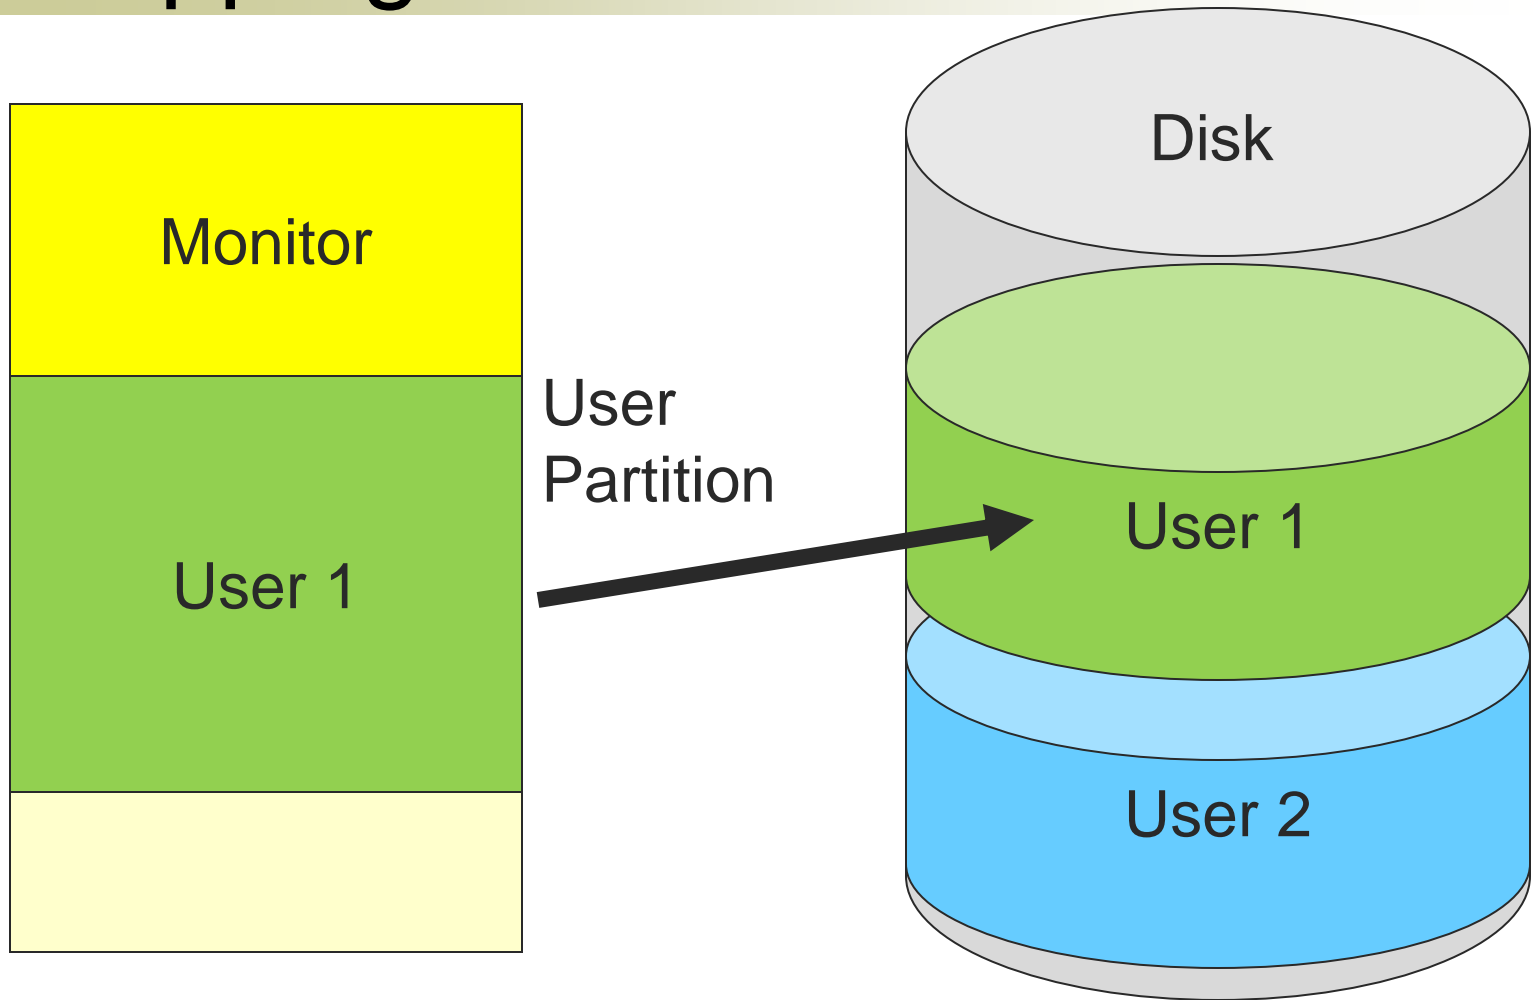 Disk
Monitor
User
Partition
User 1
User 1
User 2